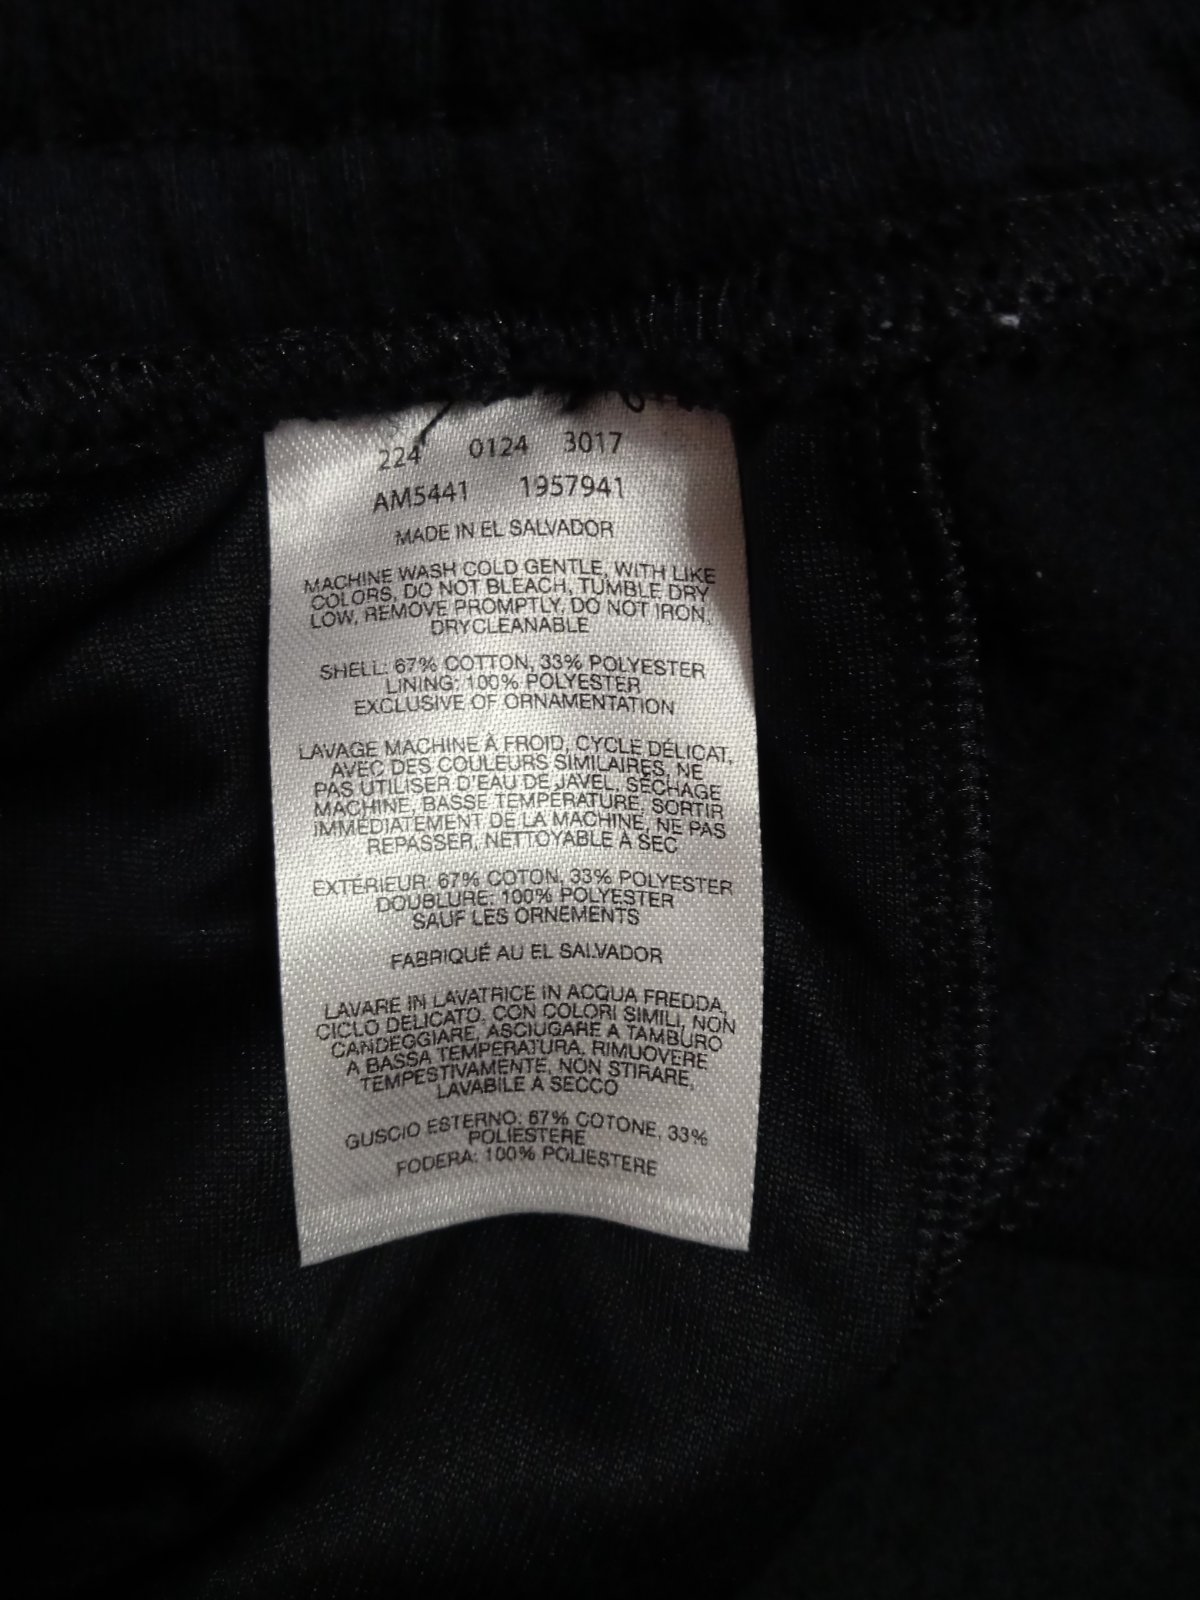 224 0124 3017
AM5441 1957941
MADE IN EL SALVADOR
MACHINE WASH COLD GENTLE, WITH LIKE
COLORS, DO NOT BLEACH, TUMBLE DRY
LOW, REMOVE PROMPTLY, DO NOT IRON,
DRYCLEANABLE
SHELL: 67% COTTON, 33% POLYESTER
LINING: 100% POLYESTER
EXCLUSIVE OF ORNAMENTATION
LAVAGE MACHINE À FROID, CYCLE DÉLICAT,
AVEC DES COULEURS SIMILAIRES, NE
PAS UTILISER D'EAU DE JAVEL, SÉCHAGE
MACHINE, BASSE TEMPÉRATURE, SORTIR
IMMÉDIATEMENT DE LA MACHINE, NE PAS
REPASSER, NETTOYABLE À SEC
EXTÉRIEUR: 67% COTON, 33% POLYESTER
DOUBLURE: 100% POLYESTER
SAUF LES ORNEMENTS
FABRIQUÉ AU EL SALVADOR
LAVARE IN LAVATRICE IN ACQUA FREDDA,
CICLO DELICATO, CON COLORI SIMILI, NON
CANDEGGIARE, ASCIUGARE A TAMBURO
A BASSA TEMPERATURA, RIMUOVERE
TEMPESTIVAMENTE, NON STIRARE,
LAVABILE A SECCO
GUSCIO ESTERNO: 67% COTONE, 33%
POLIESTERE
FODERA: 100% POLIESTERE